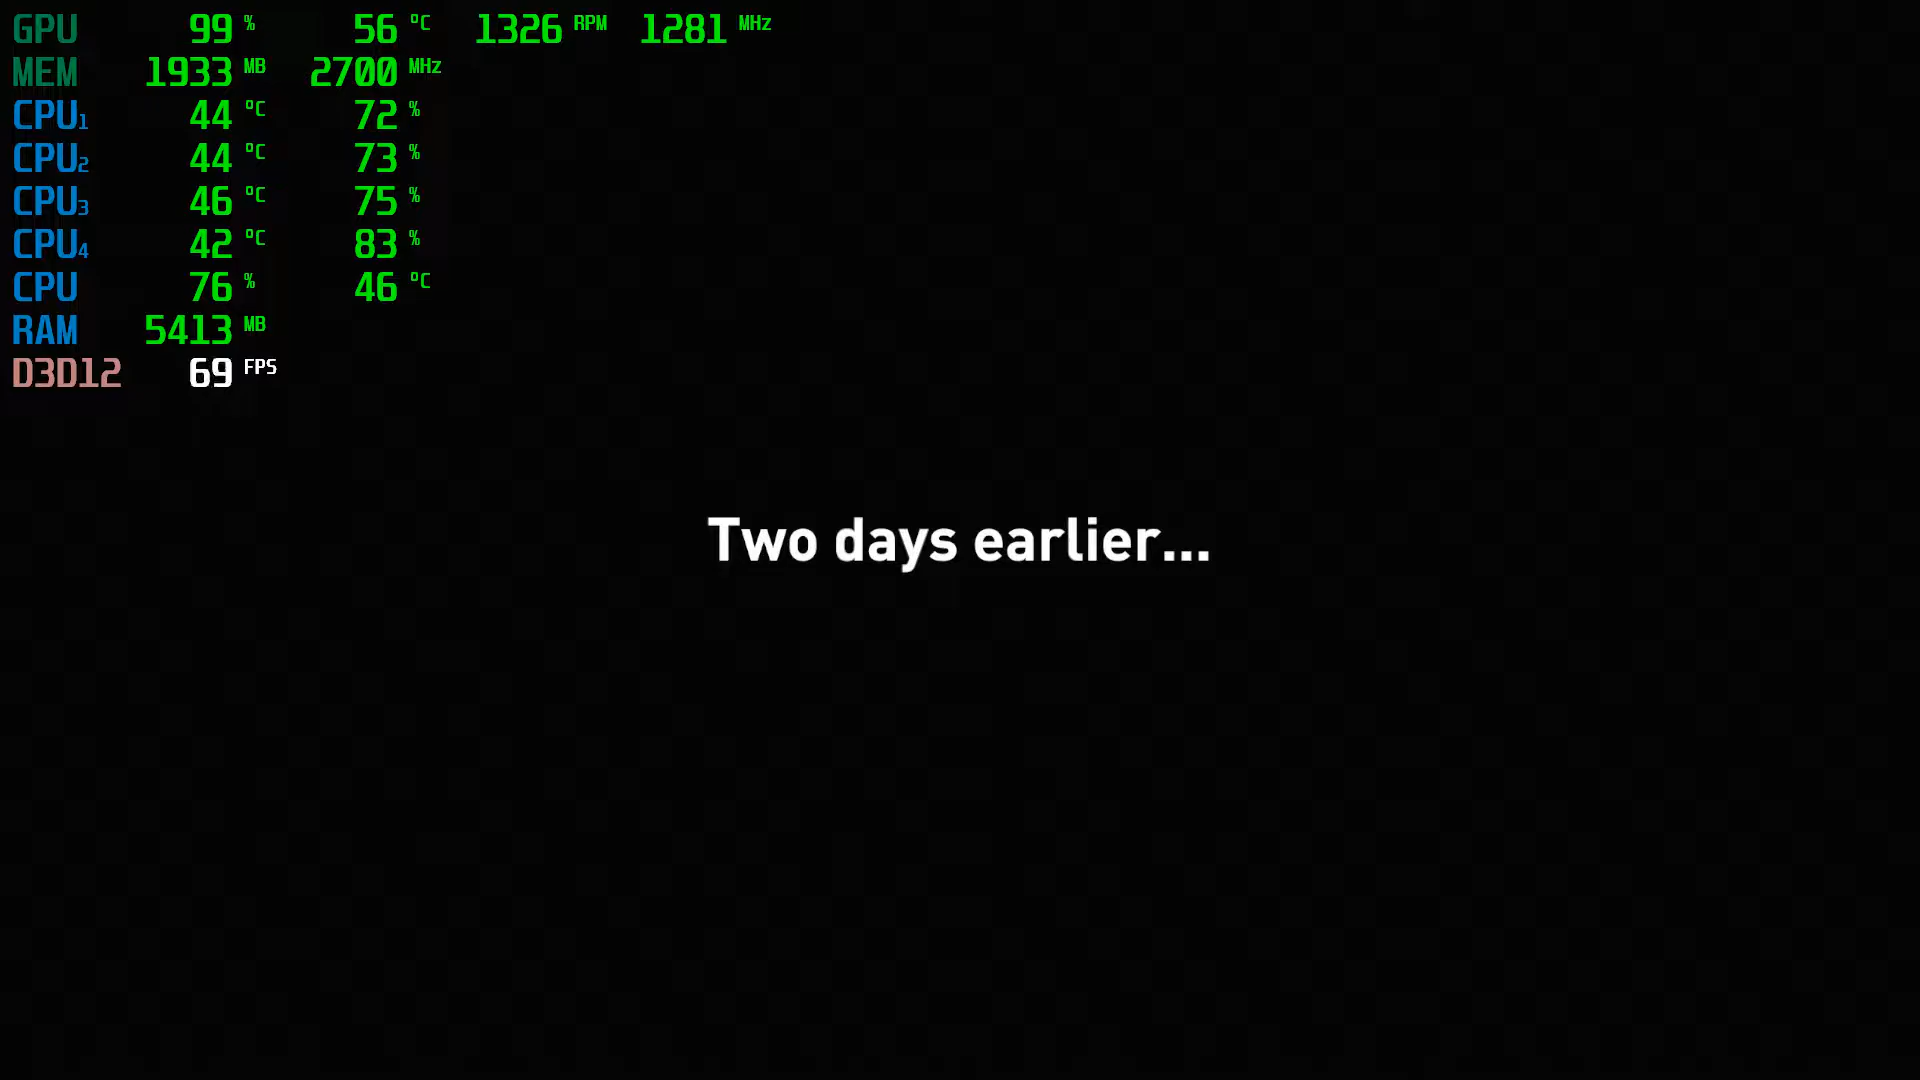 GPU 99 % 56 °C 1326 RPM 1281 MHz
MEM 1933 MB 2700 MHz
CPU1 44 °C 72 %
CPU2 44 °C 73 %
CPU3 46 °C 75 %
CPU4 42 °C 83 %
CPU 76 % 46 °C
RAM 5413 MB
D3D12 69 FPS
Two days earlier...